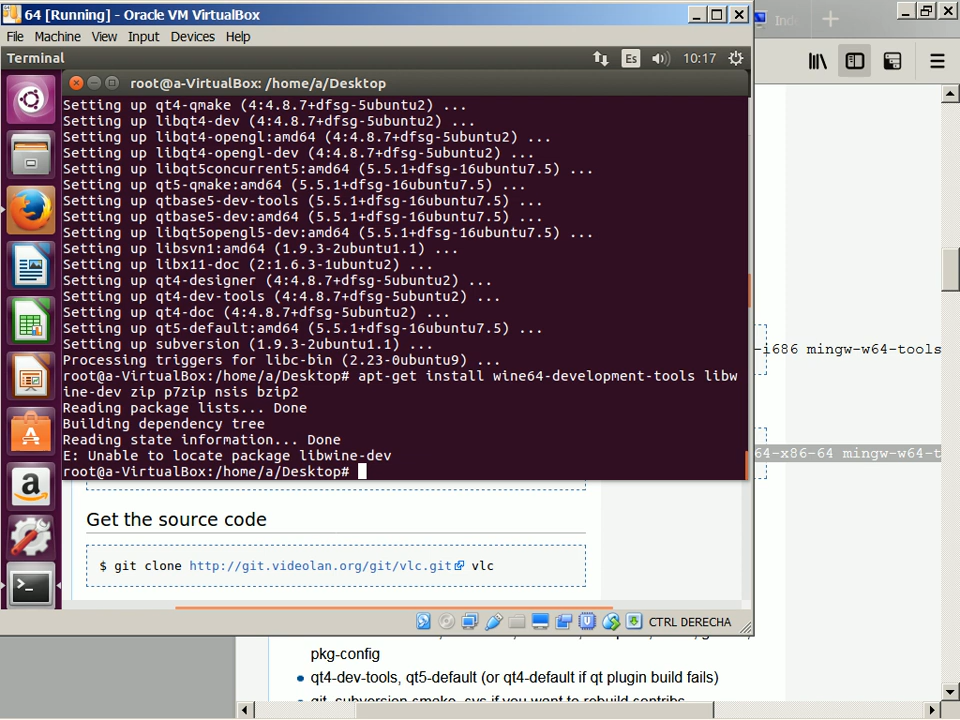 64 [Running] - Oracle VM VirtualBox
File Machine View Input Devices Help
Terminal
Es
10:17
root@a-VirtualBox: /home/a/Desktop
Setting up qt4-qmake (4:4.8.7+dfsg-5ubuntu2) ...
Setting up libqt4-dev (4:4.8.7+dfsg-5ubuntu2) ...
Setting up libqt4-opengl:amd64 (4:4.8.7+dfsg-5ubuntu2) ...
Setting up libqt4-opengl-dev (4:4.8.7+dfsg-5ubuntu2) ...
Setting up libqt5concurrent5:amd64 (5.5.1+dfsg-16ubuntu7.5) ...
Setting up qt5-qmake:amd64 (5.5.1+dfsg-16ubuntu7.5) ...
Setting up qtbase5-dev-tools (5.5.1+dfsg-16ubuntu7.5) ...
Setting up qtbase5-dev:amd64 (5.5.1+dfsg-16ubuntu7.5) ...
Setting up libqt5opengl5-dev:amd64 (5.5.1+dfsg-16ubuntu7.5) ...
Setting up libsvn1:amd64 (1.9.3-2ubuntu1.1) ...
Setting up libx11-doc (2:1.6.3-1ubuntu2) ...
Setting up qt4-designer (4:4.8.7+dfsg-5ubuntu2) ...
Setting up qt4-dev-tools (4:4.8.7+dfsg-5ubuntu2) ...
Setting up qt4-doc (4:4.8.7+dfsg-5ubuntu2) ...
Setting up qt5-default:amd64 (5.5.1+dfsg-16ubuntu7.5) ...
Setting up subversion (1.9.3-2ubuntu1.1) ...
Processing triggers for libc-bin (2.23-0ubuntu9) ...
root@a-VirtualBox:/home/a/Desktop# apt-get install wine64-development-tools libw
ine-dev zip p7zip nsis bzip2
Reading package lists... Done
Building dependency tree
Reading state information... Done
E: Unable to locate package libwine-dev
root@a-VirtualBox:/home/a/Desktop#
Get the source code
$ git clone http://git.videolan.org/git/vlc.git vlc
CTRL DERECHA
Inde
-i686 mingw-w64-tools
64-x86-64 mingw-w64-t
pkg-config
qt4-dev-tools, qt5-default (or qt4-default if qt plugin build fails)